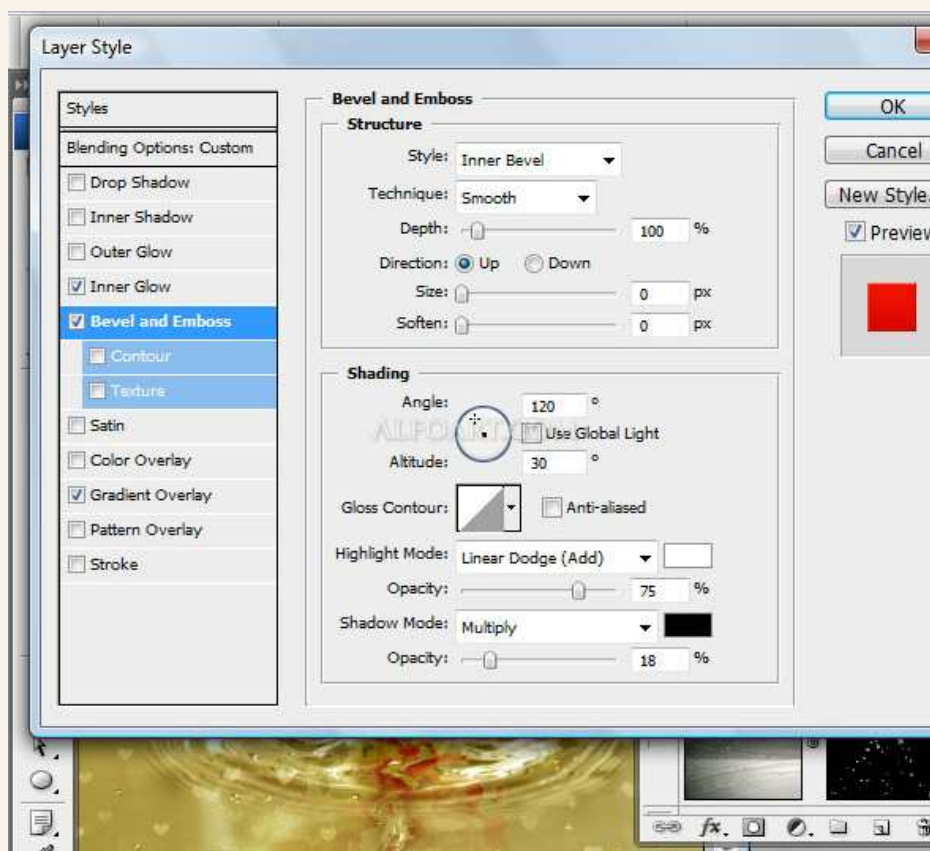 Layer Style
Styles
Blending Options: Custom
Drop Shadow
Inner Shadow
Outer Glow
Inner Glow
Bevel and Emboss
Contour
Texture
Satin
Color Overlay
Gradient Overlay
Pattern Overlay
Stroke
Bevel and Emboss
Structure
Style: Inner Bevel
Technique: Smooth
Depth: 100 %
Direction: Up Down
Size: 0 px
Soften: 0 px
Shading
Angle: 120 °
Use Global Light
Altitude: 30 °
Gloss Contour: Anti-aliased
Highlight Mode: Linear Dodge (Add)
Opacity: 75 %
Shadow Mode: Multiply
Opacity: 18 %
OK
Cancel
New Style.
Preview
fx.